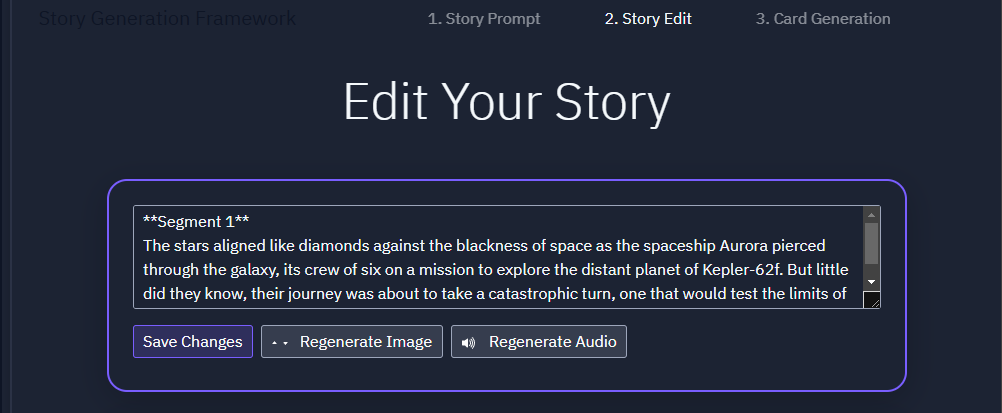 Story Generation Framework
1. Story Prompt
2. Story Edit
3. Card Generation
Edit Your Story
**Segment 1**
The stars aligned like diamonds against the blackness of space as the spaceship Aurora pierced
through the galaxy, its crew of six on a mission to explore the distant planet of Kepler-62f. But little
did they know, their journey was about to take a catastrophic turn, one that would test the limits of
Save Changes
Regenerate Image
Regenerate Audio